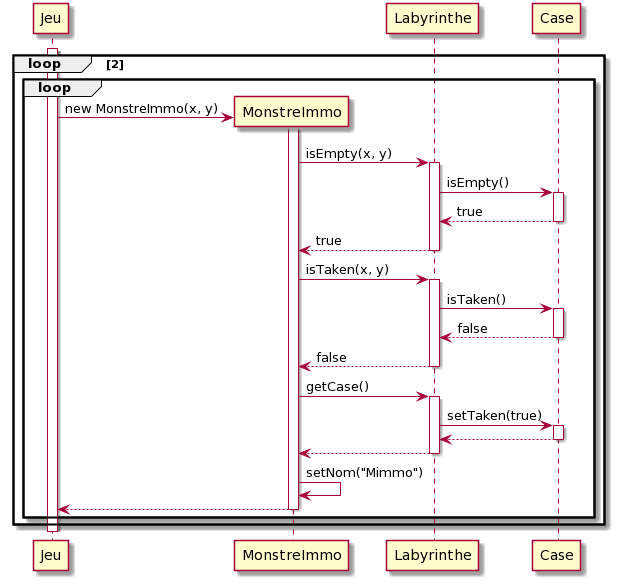 Jeu Labyrinthe Case
loop [2]
loop
new MonstreImmo(x, y)
MonstreImmo
isEmpty(x, y)
isEmpty()
true
true
isTaken(x, y)
isTaken()
false
false
getCase()
setTaken(true)
setNom("Mimmo")
Jeu MonstreImmo Labyrinthe Case